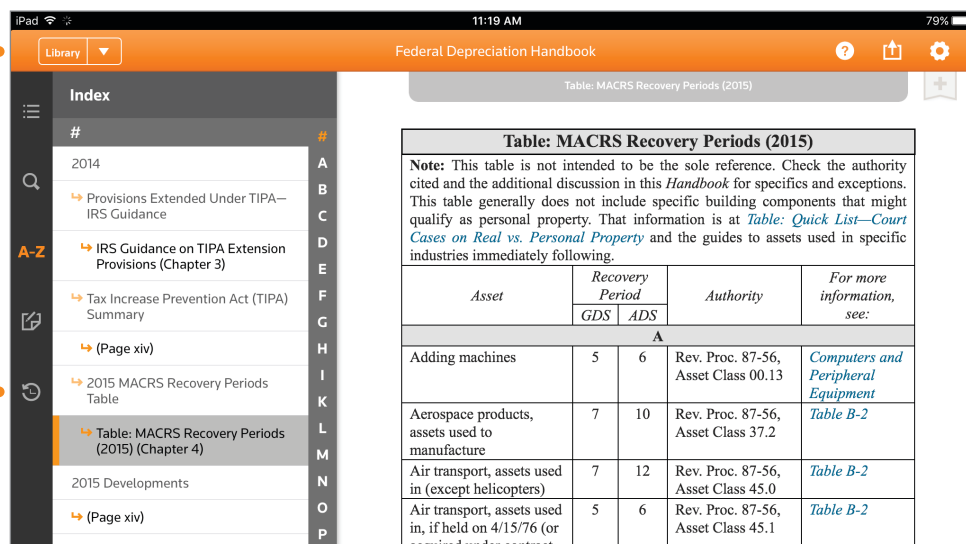 iPad
11:19 AM
79%
Library
Federal Depreciation Handbook
?
Index
#
2014
Provisions Extended Under TIPA—
IRS Guidance
IRS Guidance on TIPA Extension
Provisions (Chapter 3)
Tax Increase Prevention Act (TIPA)
Summary
(Page xiv)
2015 MACRS Recovery Periods
Table
Table: MACRS Recovery Periods
(2015) (Chapter 4)
2015 Developments
(Page xiv)
A-Z
#
A
B
C
D
E
F
G
H
I
K
L
M
N
O
P
Table: MACRS Recovery Periods (2015)
Table: MACRS Recovery Periods (2015)
Note: This table is not intended to be the sole reference. Check the authority
cited and the additional discussion in this Handbook for specifics and exceptions.
This table generally does not include specific building components that might
qualify as personal property. That information is at Table: Quick List—Court
Cases on Real vs. Personal Property and the guides to assets used in specific
industries immediately following.
Asset
Recovery
Period
GDS ADS
Authority
For more
information,
see:
A
Adding machines 5 6 Rev. Proc. 87-56, Computers and
Asset Class 00.13 Peripheral
Equipment
Aerospace products, 7 10 Rev. Proc. 87-56, Table B-2
assets used to Asset Class 37.2
manufacture
Air transport, assets used 7 12 Rev. Proc. 87-56, Table B-2
in (except helicopters) Asset Class 45.0
Air transport, assets used 5 6 Rev. Proc. 87-56, Table B-2
in, if held on 4/15/76 (or Asset Class 45.1
acquired under contract